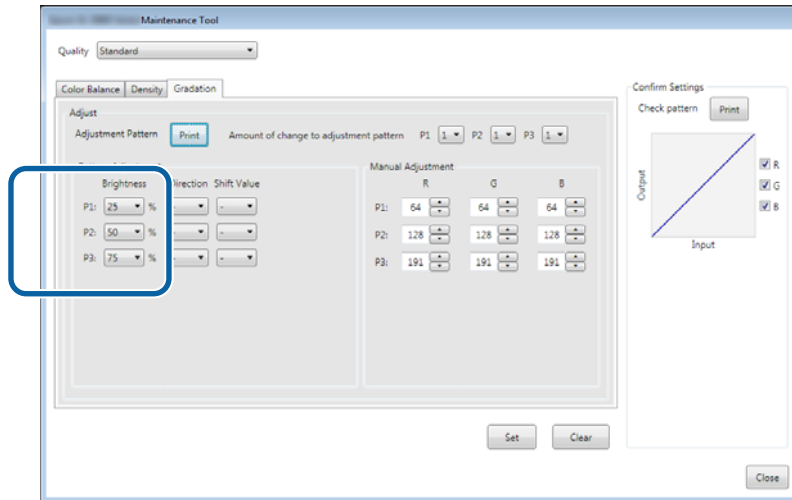 Maintenance Tool
Quality Standard
Color Balance Density Gradation
Adjust
Adjustment Pattern Print Amount of change to adjustment pattern P1 1 P2 1 P3 1
Brightness Direction Shift Value
P1: 25 % - -
P2: 50 % - -
P3: 75 % - -
Manual Adjustment
R G B
P1: 64 64 64
P2: 128 128 128
P3: 191 191 191
Set Clear
Confirm Settings
Check pattern Print
Output
Input
R
G
B
Close